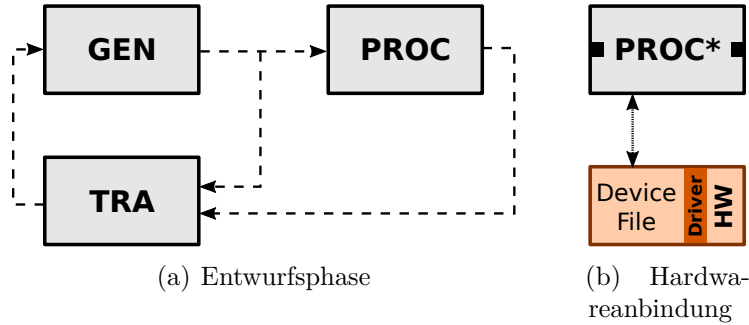 GEN
PROC
TRA
(a) Entwurfsphase
PROC*
Device
File
Driver
HW
(b) Hardwa-
reanbindung